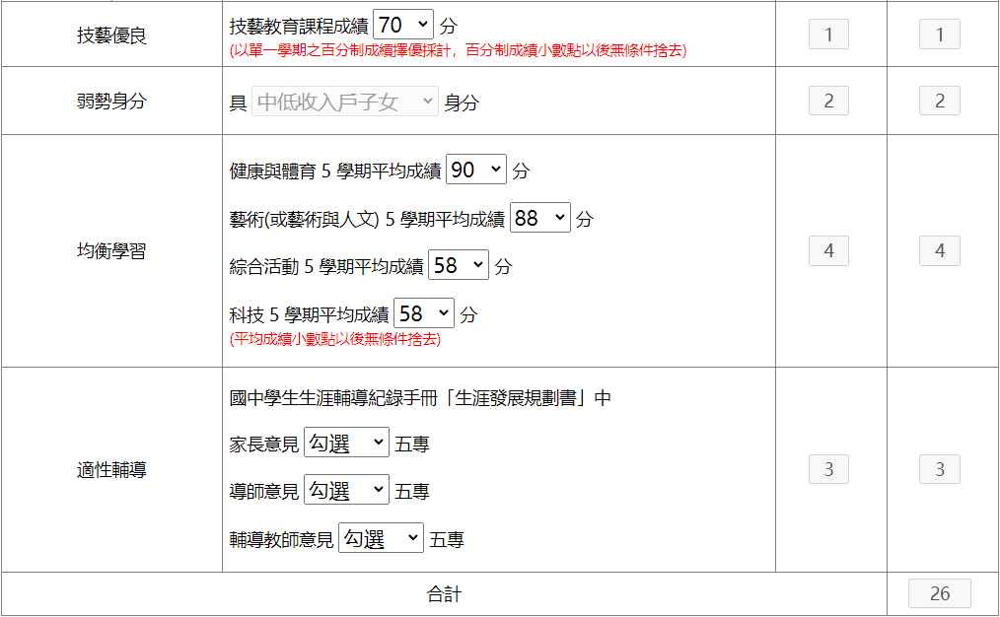 技藝優良
技藝教育課程成績 70 分
(以單一學期之百分制成績擇優採計，百分制成績小數點以後無條件捨去)
1
1
弱勢身分
具 中低收入戶子女 身分
2
2
均衡學習
健康與體育 5 學期平均成績 90 分
藝術(或藝術與人文) 5 學期平均成績 88 分
綜合活動 5 學期平均成績 58 分
科技 5 學期平均成績 58 分
(平均成績小數點以後無條件捨去)
4
4
適性輔導
國中學生生涯輔導紀錄手冊「生涯發展規劃書」中
家長意見 勾選 五專
導師意見 勾選 五專
輔導教師意見 勾選 五專
3
3
合計
26